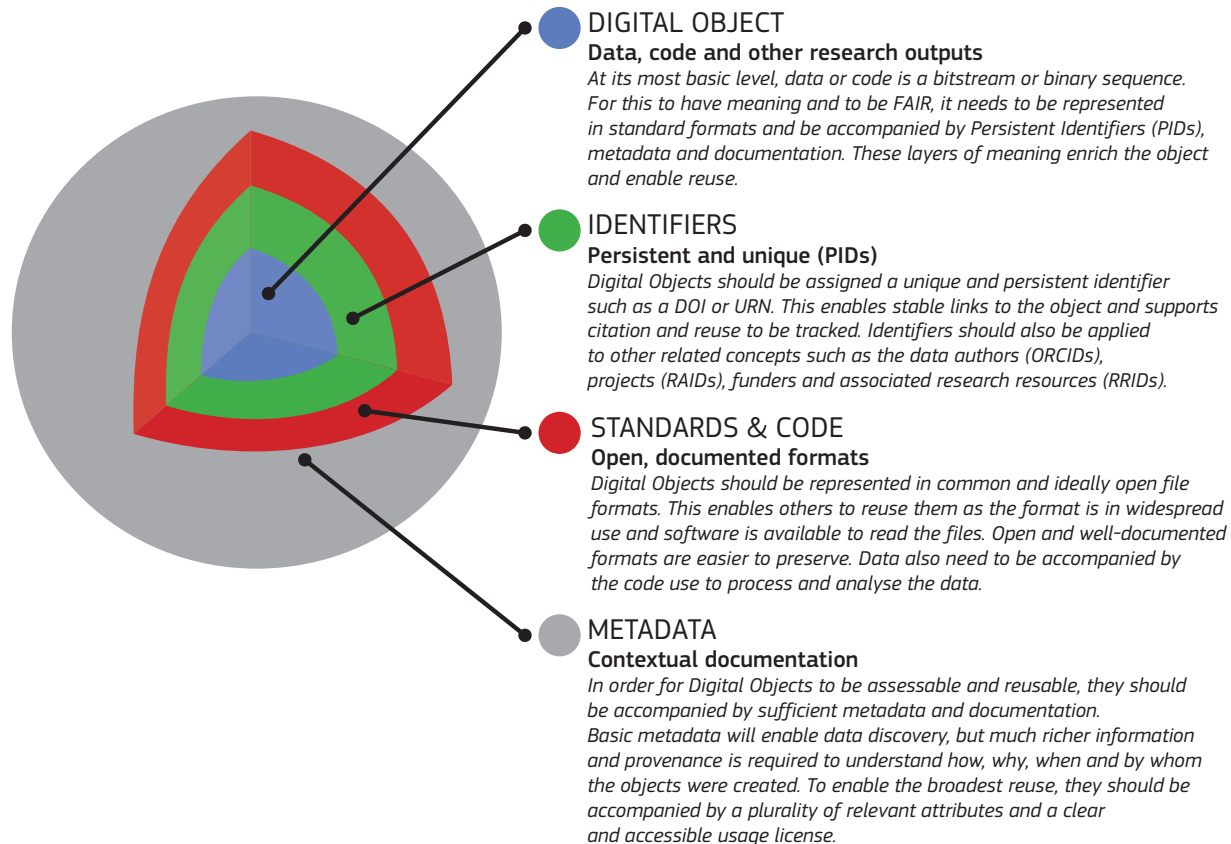 DIGITAL OBJECT
Data, code and other research outputs
At its most basic level, data or code is a bitstream or binary sequence.
For this to have meaning and to be FAIR, it needs to be represented
in standard formats and be accompanied by Persistent Identifiers (PIDs),
metadata and documentation. These layers of meaning enrich the object
and enable reuse.
IDENTIFIERS
Persistent and unique (PIDs)
Digital Objects should be assigned a unique and persistent identifier
such as a DOI or URN. This enables stable links to the object and supports
citation and reuse to be tracked. Identifiers should also be applied
to other related concepts such as the data authors (ORCIDs),
projects (RAIDs), funders and associated research resources (RRIDs).
STANDARDS & CODE
Open, documented formats
Digital Objects should be represented in common and ideally open file
formats. This enables others to reuse them as the format is in widespread
use and software is available to read the files. Open and well-documented
formats are easier to preserve. Data also need to be accompanied by
the code use to process and analyse the data.
METADATA
Contextual documentation
In order for Digital Objects to be assessable and reusable, they should
be accompanied by sufficient metadata and documentation.
Basic metadata will enable data discovery, but much richer information
and provenance is required to understand how, why, when and by whom
the objects were created. To enable the broadest reuse, they should be
accompanied by a plurality of relevant attributes and a clear
and accessible usage license.